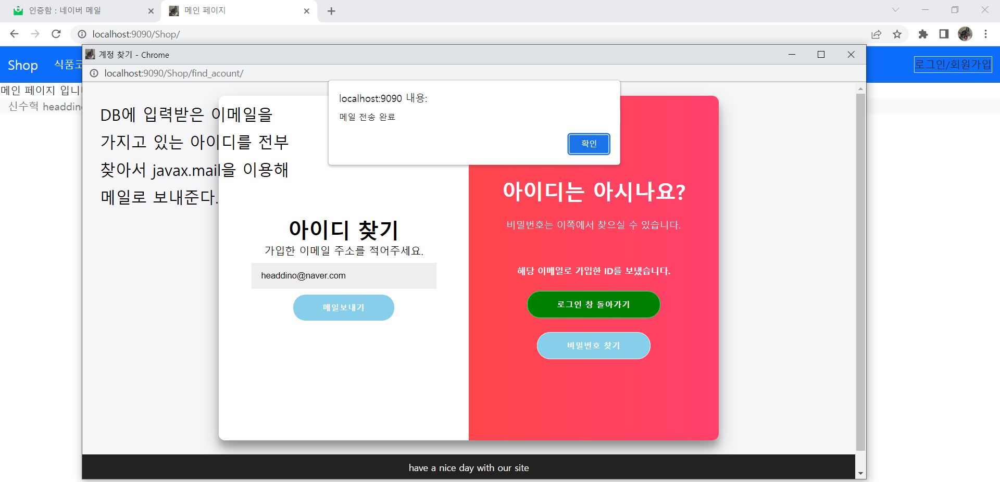 인증함 : 네이버 메일
메인 페이지
localhost:9090/Shop/
Shop
식품코
로그인/회원가입
메인 페이지 입니
신수혁 headdin
계정 찾기 - Chrome
localhost:9090/Shop/find_acount/
localhost:9090 내용:
메일 전송 완료
확인
DB에 입력받은 이메일을
가지고 있는 아이디를 전부
찾아서 javax.mail을 이용해
메일로 보내준다.
아이디 찾기
가입한 이메일 주소를 적어주세요.
headdino@naver.com
메일보내기
아이디는 아시나요?
비밀번호는 이쪽에서 찾으실 수 있습니다.
해당 이메일로 가입한 ID를 보냈습니다.
로그인 창 돌아가기
비밀번호 찾기
have a nice day with our site